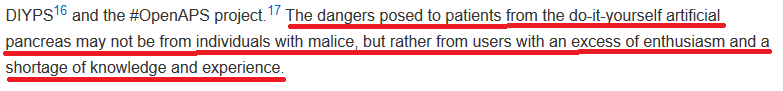 DIYPS16 and the #OpenAPS project.17 The dangers posed to patients from the do-it-yourself artificial
pancreas may not be from individuals with malice, but rather from users with an excess of enthusiasm and a
shortage of knowledge and experience.